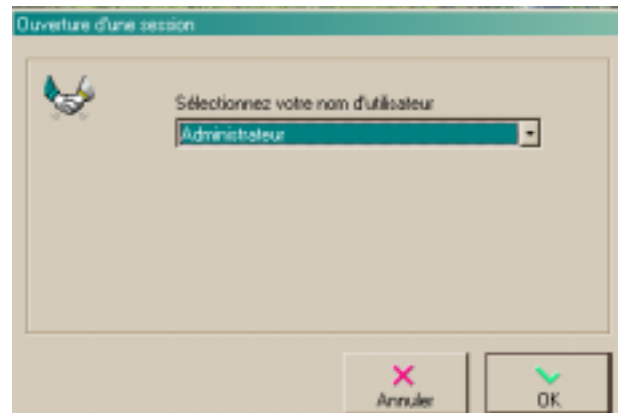 Ouverture d'une session
Sélectionnez votre nom d'utilisateur
Administrateur
Annuler
OK